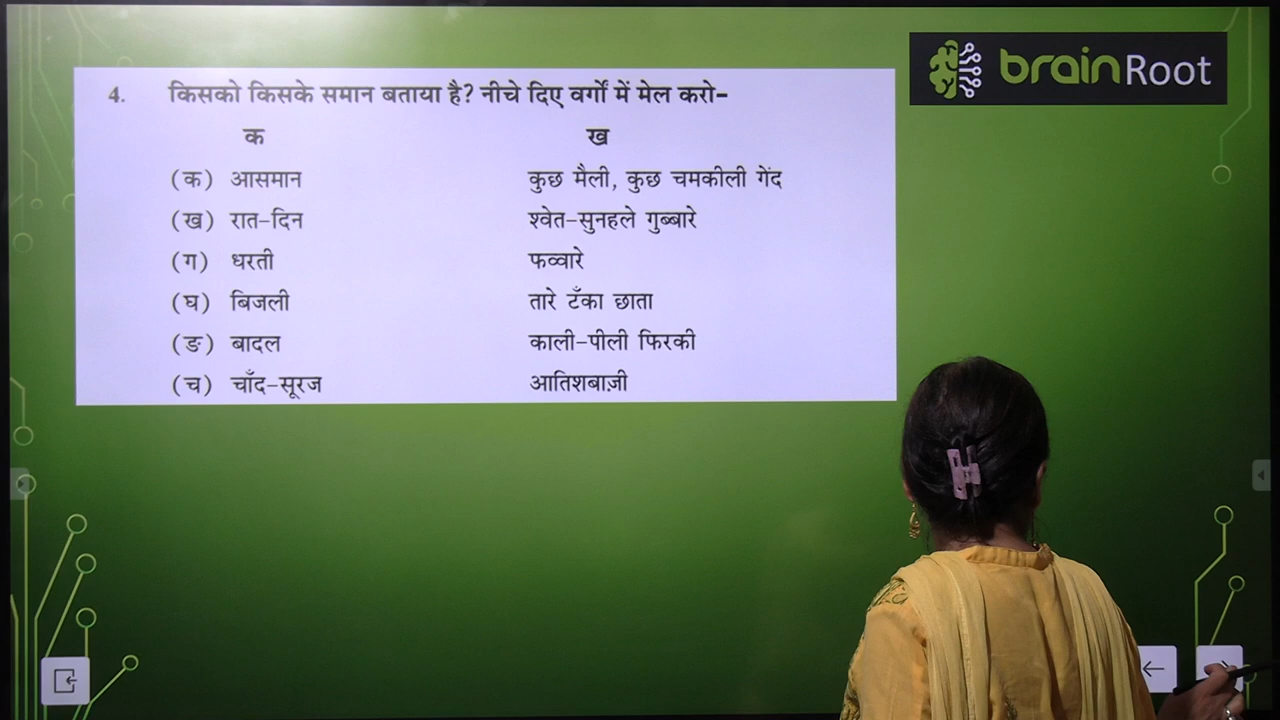 brainRoot
4. किसको किसके समान बताया है? नीचे दिए वर्गों में मेल करो-
क ख
(क) आसमान कुछ मैली, कुछ चमकीली गेंद
(ख) रात-दिन श्वेत-सुनहले गुब्बारे
(ग) धरती फव्वारे
(घ) बिजली तारे टँका छाता
(ङ) बादल काली-पीली फिरकी
(च) चाँद-सूरज आतिशबाज़ी